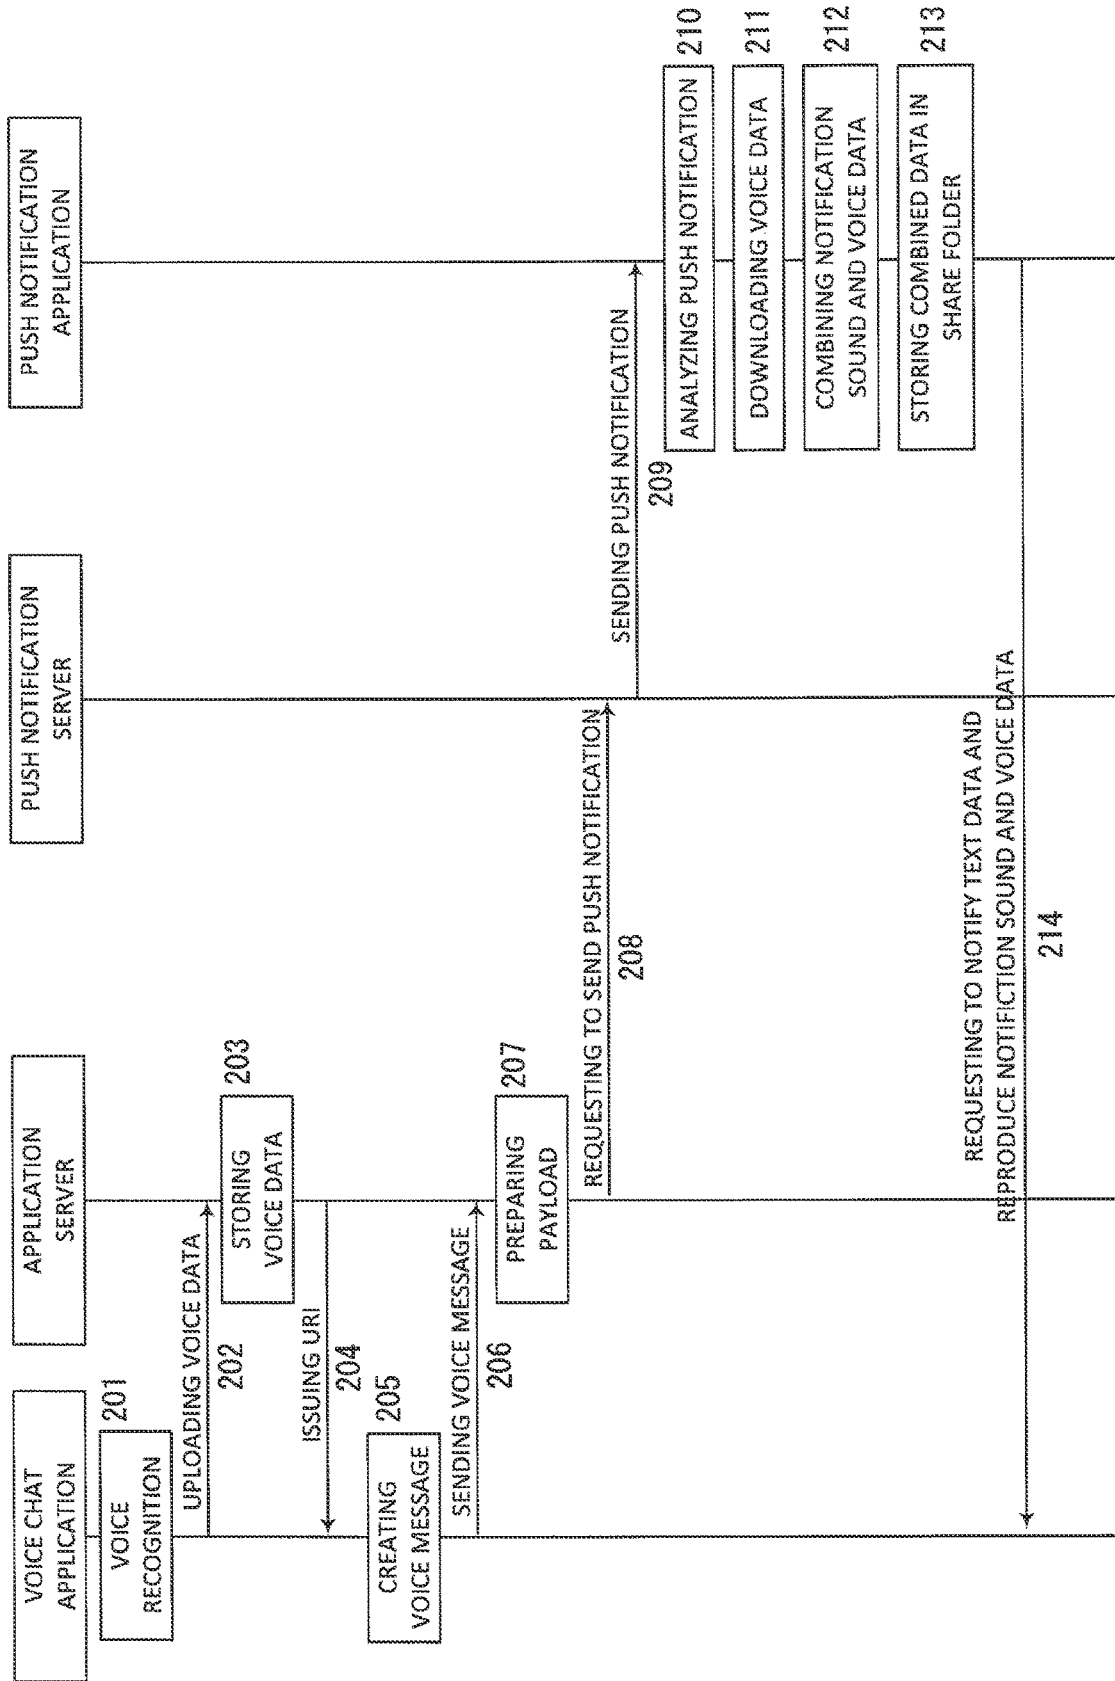 VOICE CHAT
APPLICATION
APPLICATION
SERVER
PUSH NOTIFICATION
SERVER
PUSH NOTIFICATION
APPLICATION
VOICE
RECOGNITION
201
UPLOADING VOICE DATA
202
STORING
VOICE DATA
203
ISSUING URI
204
CREATING
VOICE MESSAGE
205
SENDING VOICE MESSAGE
206
PREPARING
PAYLOAD
207
REQUESTING TO SEND PUSH NOTIFICATION
208
SENDING PUSH NOTIFICATION
209
ANALYZING PUSH NOTIFICATION
210
DOWNLOADING VOICE DATA
211
COMBINING NOTIFICATION
SOUND AND VOICE DATA
212
STORING COMBINED DATA IN
SHARE FOLDER
213
REQUESTING TO NOTIFY TEXT DATA AND
REPRODUCE NOTIFICTION SOUND AND VOICE DATA
214